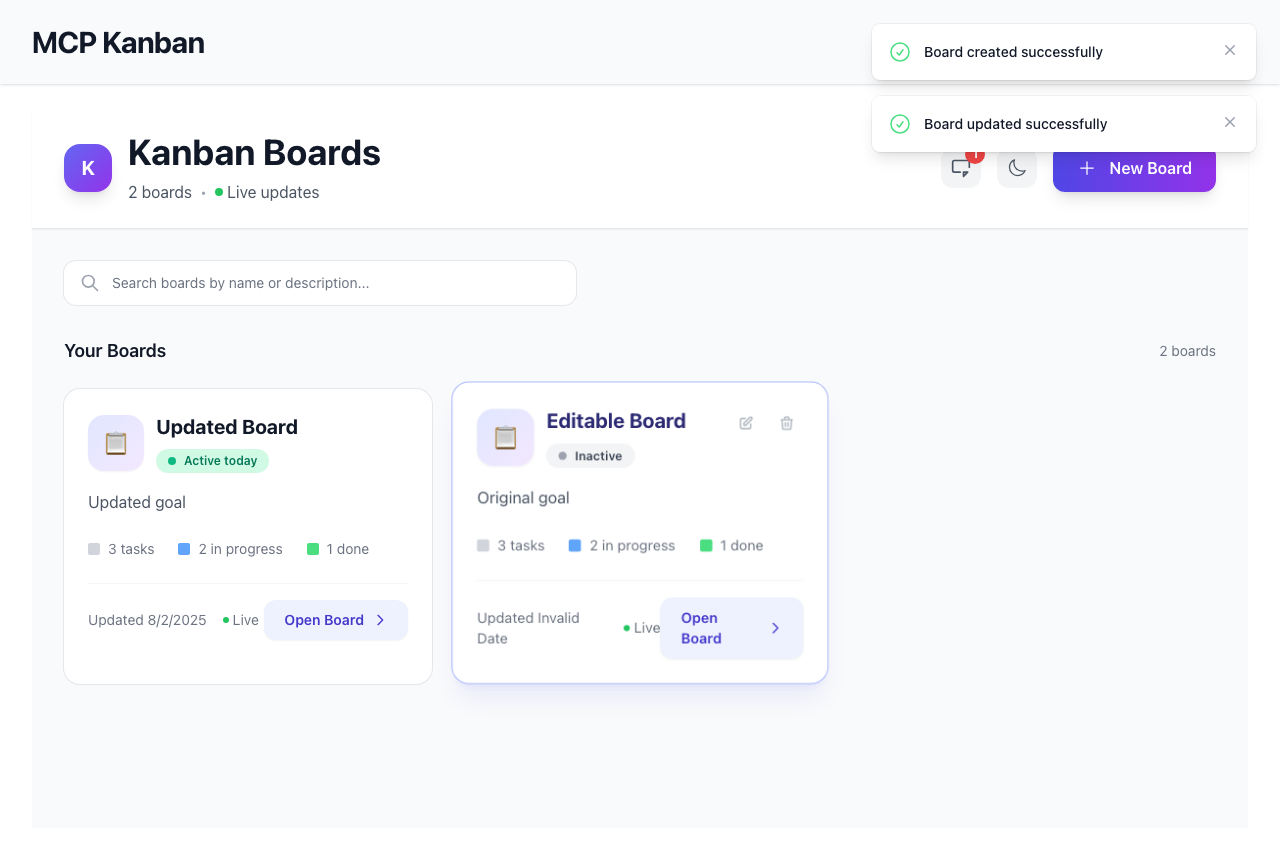 MCP Kanban
Board created successfully
Board updated successfully
K
Kanban Boards
2 boards • Live updates
New Board
Search boards by name or description...
Your Boards
2 boards
Updated Board
Active today
Updated goal
3 tasks
2 in progress
1 done
Updated 8/2/2025
Live
Open Board
Editable Board
Inactive
Original goal
3 tasks
2 in progress
1 done
Updated Invalid
Date
Live
Open
Board